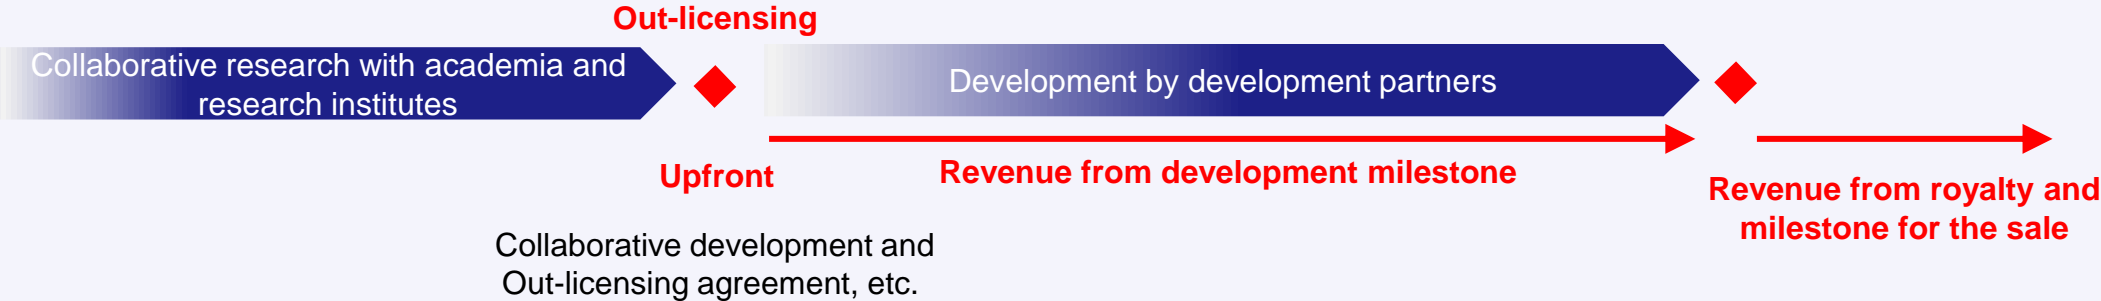 Out-licensing
Collaborative research with academia and
research institutes
Development by development partners
Upfront
Revenue from development milestone
Revenue from royalty and
milestone for the sale
Collaborative development and
Out-licensing agreement, etc.